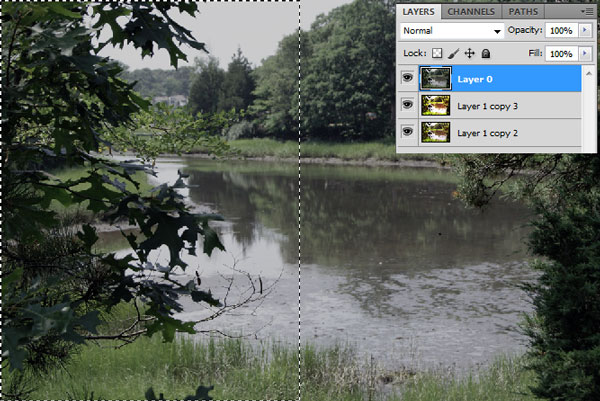 LAYERS CHANNELS PATHS
Normal Opacity: 100%
Lock: Fill: 100%
Layer 0
Layer 1 copy 3
Layer 1 copy 2